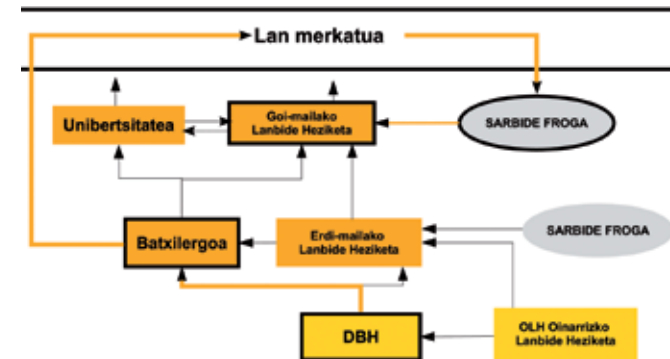 Lan merkatua
Unibertsitatea
Goi-mailako
Lanbide Heziketa
SARBIDE FROGA
Batxilergoa
Erdi-mailako
Lanbide Heziketa
SARBIDE FROGA
DBH
OLH Oinarrizko
Lanbide Heziketa